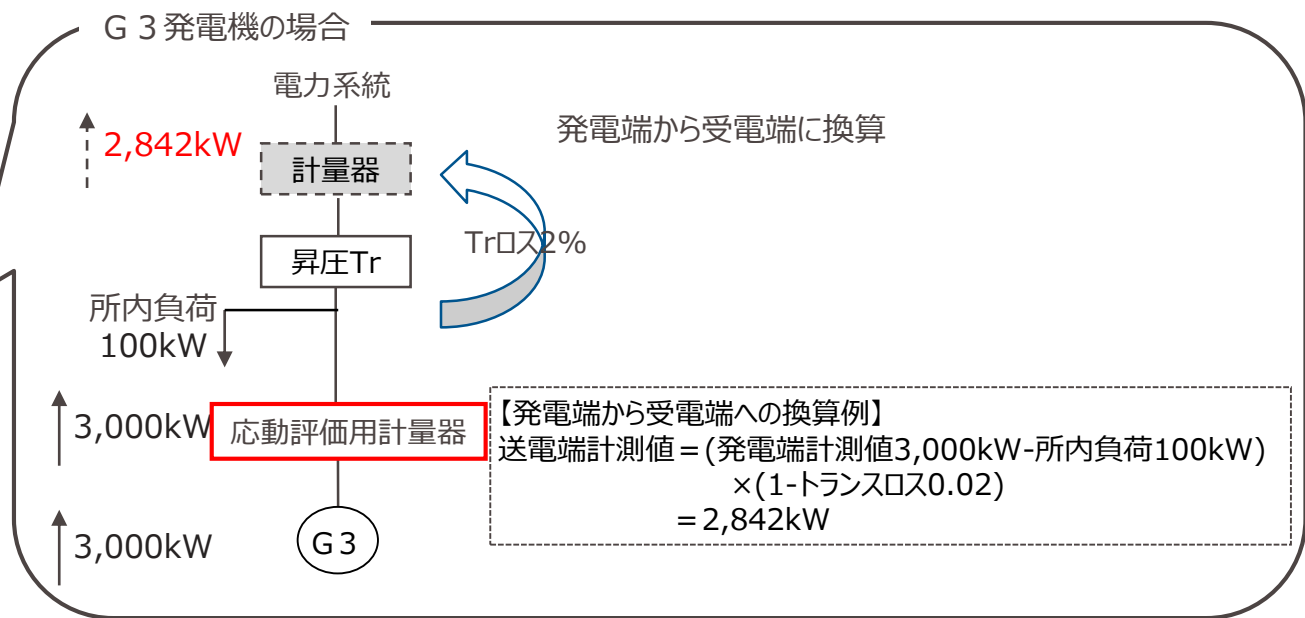 G3発電機の場合
電力系統
2,842kW
計量器
発電端から受電端に換算
Trロス2%
昇圧Tr
所内負荷
100kW
3,000kW
応動評価用計量器
【発電端から受電端への換算例】
送電端計測値=(発電端計測値3,000kW-所内負荷100kW)
×(1-トランスロス0.02)
=2,842kW
3,000kW
G3